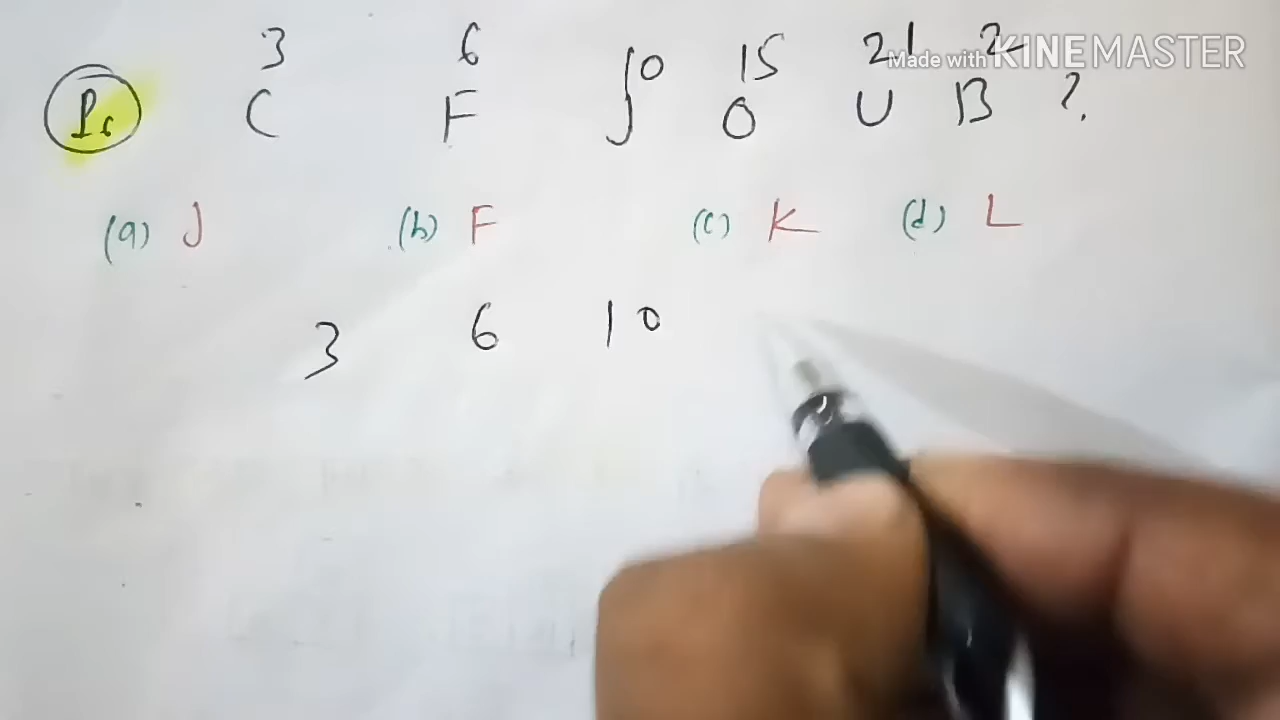 3 6 10 15 21 2
C F J O U B ?
Made with KINEMASTER
(a) J (b) F (c) K (d) L
3 6 10